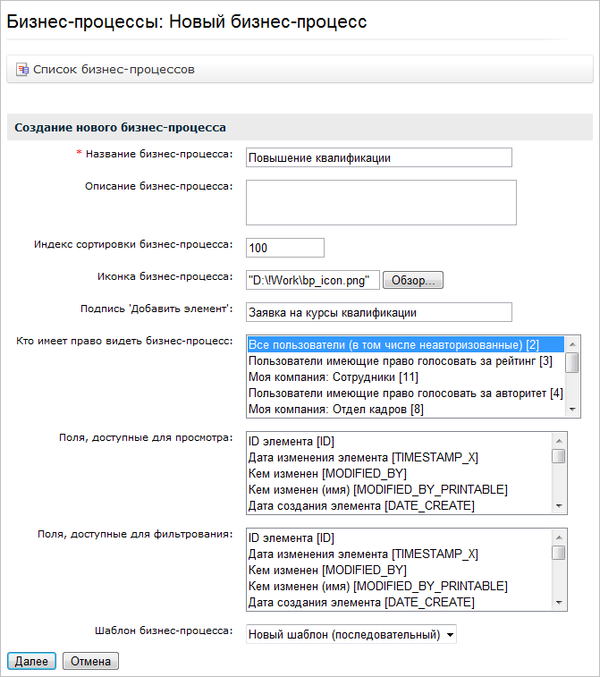 Бизнес-процессы: Новый бизнес-процесс
Список бизнес-процессов
Создание нового бизнес-процесса
* Название бизнес-процесса: Повышение квалификации
Описание бизнес-процесса:
Индекс сортировки бизнес-процесса: 100
Иконка бизнес-процесса: "D:\!Work\bp_icon.png" Обзор...
Подпись 'Добавить элемент': Заявка на курсы квалификации
Кто имеет право видеть бизнес-процесс: Все пользователи (в том числе неавторизованные) [2]
Пользователи имеющие право голосовать за рейтинг [3]
Моя компания: Сотрудники [11]
Пользователи имеющие право голосовать за авторитет [4]
Моя компания: Отдел кадров [8]
Поля, доступные для просмотра: ID элемента [ID]
Дата изменения элемента [TIMESTAMP_X]
Кем изменен [MODIFIED_BY]
Кем изменен (имя) [MODIFIED_BY_PRINTABLE]
Дата создания элемента [DATE_CREATE]
Поля, доступные для фильтрования: ID элемента [ID]
Дата изменения элемента [TIMESTAMP_X]
Кем изменен [MODIFIED_BY]
Кем изменен (имя) [MODIFIED_BY_PRINTABLE]
Дата создания элемента [DATE_CREATE]
Шаблон бизнес-процесса: Новый шаблон (последовательный)
Далее Отмена